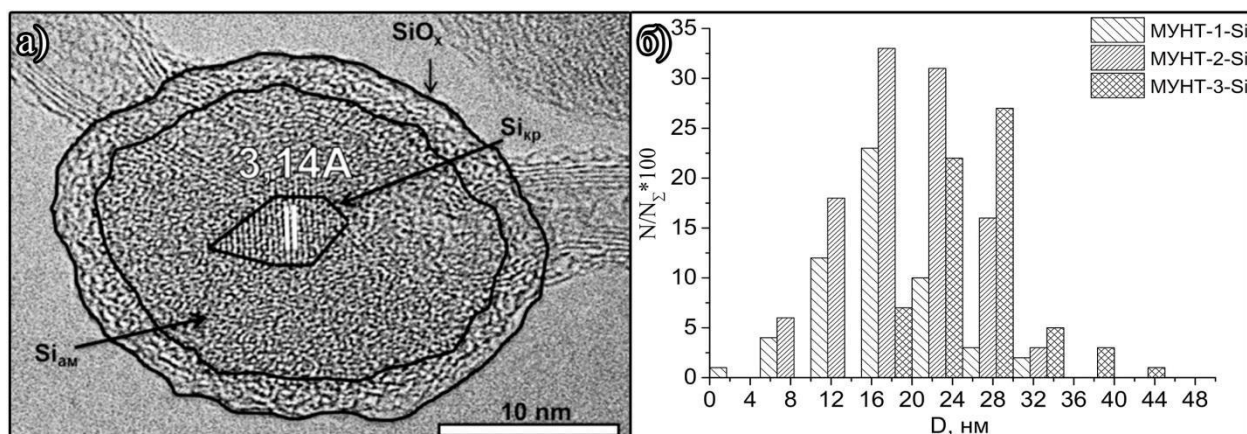 а)
SiOₓ
Siкр
3,14А
Siам
10 nm
б)
N/N_Σ*100
35
30
25
20
15
10
5
0
МУНТ-1-Si
МУНТ-2-Si
МУНТ-3-Si
0 4 8 12 16 20 24 28 32 36 40 44 48
D, нм